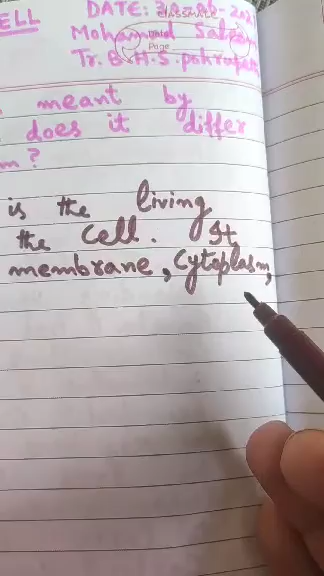 ELL DATE:
classmate
Mohammad
Date
Page
Tr. B.H.S.
meant by
does it differ
m?
is the living
the cell. It
membrane, Cytoplasm,